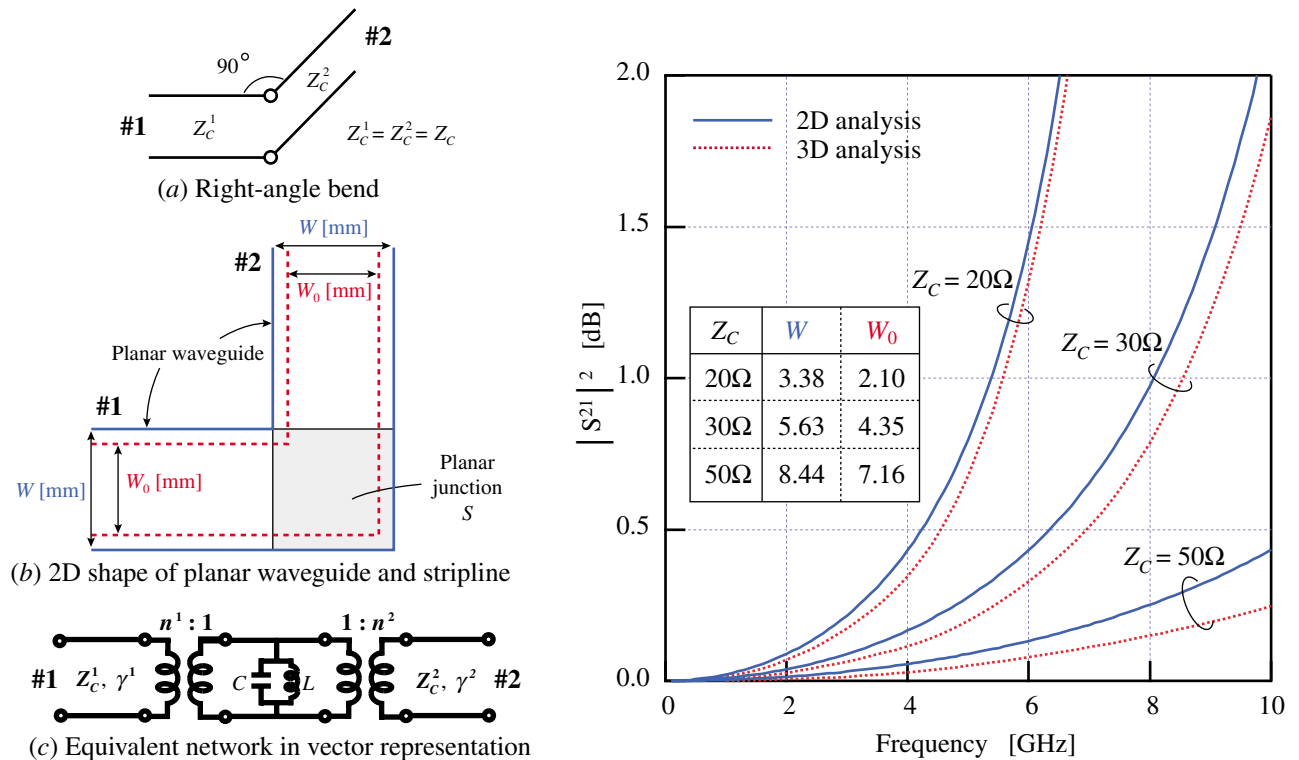 #2
90°
Z_C^2
#1
Z_C^1
Z_C^1 = Z_C^2 = Z_C
(a) Right-angle bend
W [mm]
#2
W_0 [mm]
Planar waveguide
#1
W [mm]
W_0 [mm]
Planar
junction
S
(b) 2D shape of planar waveguide and stripline
n^1 : 1
1 : n^2
#1
Z_C^1, γ^1
C
L
Z_C^2, γ^2
#2
(c) Equivalent network in vector representation
2.0
1.5
1.0
0.5
0.0
|S^21|^2 [dB]
2D analysis
3D analysis
Z_C = 20Ω
Z_C = 30Ω
Z_C = 50Ω
Z_C W W_0
20Ω 3.38 2.10
30Ω 5.63 4.35
50Ω 8.44 7.16
0 2 4 6 8 10
Frequency [GHz]